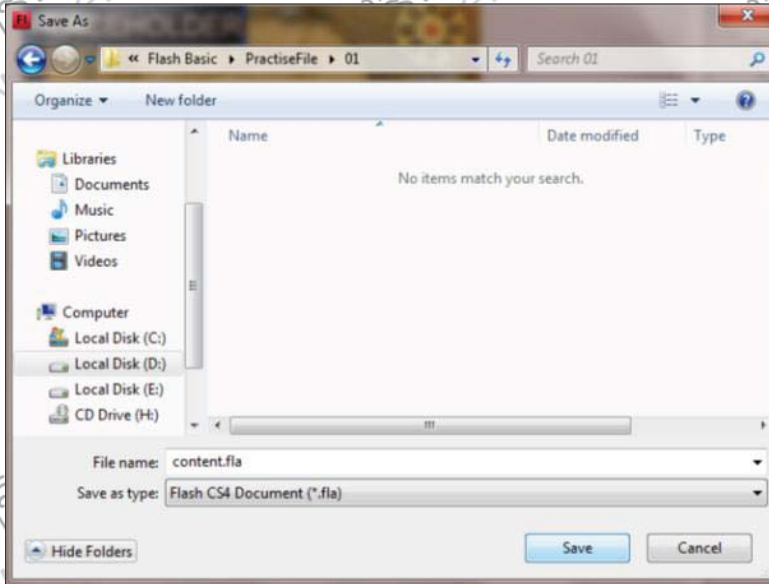 Save As
« Flash Basic ▸ PractiseFile ▸ 01
Search 01
Organize
New folder
Name
Date modified
Type
No items match your search.
Libraries
Documents
Music
Pictures
Videos
Computer
Local Disk (C:)
Local Disk (D:)
Local Disk (E:)
CD Drive (H:)
File name: content.fla
Save as type: Flash CS4 Document (*.fla)
Hide Folders
Save
Cancel